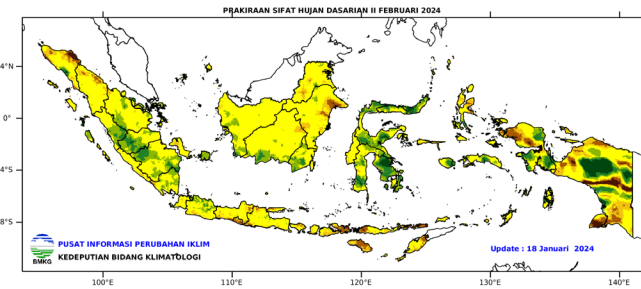 PRAKIRAAN SIFAT HUJAN DASARIAN II FEBRUARI 2024
4°N
0°
4°S
8°S
PUSAT INFORMASI PERUBAHAN IKLIM
KEDEPUTIAN BIDANG KLIMATOLOGI
BMKG
Update : 18 Januari 2024
100°E 110°E 120°E 130°E 140°E